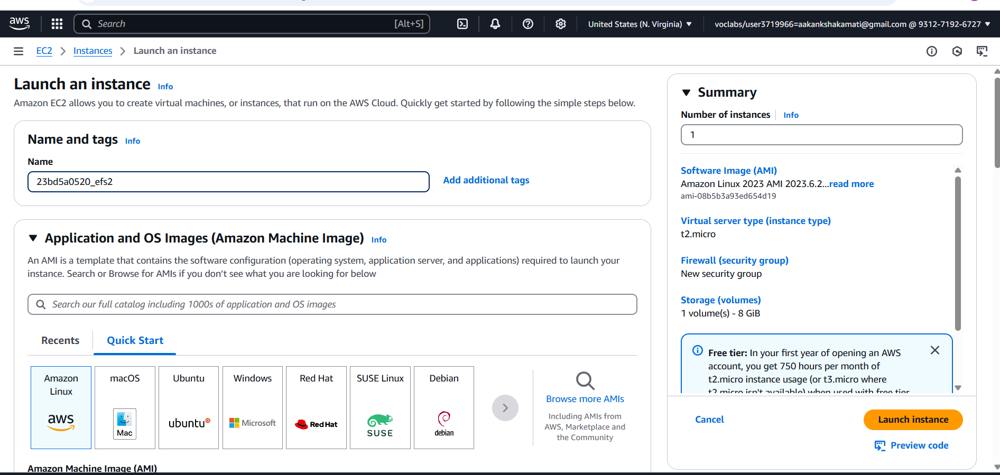 aws
Search
[Alt+S]
United States (N. Virginia)
voclabs/user3719966=aakankshakamati@gmail.com @ 9312-7192-6727
EC2
Instances
Launch an instance
Launch an instance Info
Amazon EC2 allows you to create virtual machines, or instances, that run on the AWS Cloud. Quickly get started by following the simple steps below.
Name and tags Info
Name
23bd5a0520_efs2
Add additional tags
Application and OS Images (Amazon Machine Image) Info
An AMI is a template that contains the software configuration (operating system, application server, and applications) required to launch your
instance. Search or Browse for AMIs if you don’t see what you are looking for below
Search our full catalog including 1000s of application and OS images
Recents
Quick Start
Amazon
Linux
aws
macOS
Mac
Ubuntu
ubuntu
Windows
Microsoft
Red Hat
Red Hat
SUSE Linux
SUSE
Debian
debian
Browse more AMIs
Including AMIs from
AWS, Marketplace and
the Community
Amazon Machine Image (AMI)
Summary
Number of instances
Info
1
Software Image (AMI)
Amazon Linux 2023 AMI 2023.6.2...read more
ami-08b5b3a93ed654d19
Virtual server type (instance type)
t2.micro
Firewall (security group)
New security group
Storage (volumes)
1 volume(s) - 8 GiB
Free tier: In your first year of opening an AWS
account, you get 750 hours per month of
t2.micro instance usage (or t3.micro where
t2.micro isn't available) when used with free tier
Cancel
Launch instance
Preview code